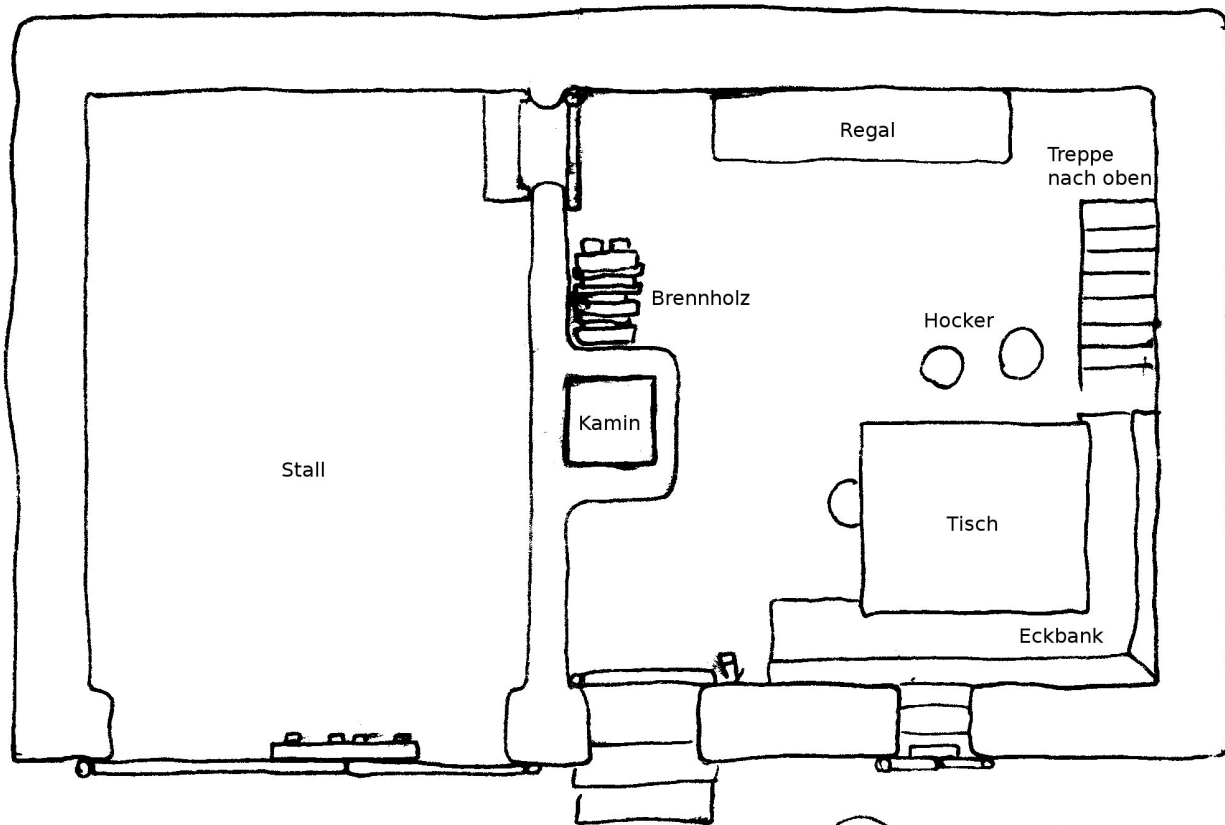 Regal
Treppe
nach oben
Brennholz
Hocker
Kamin
Stall
Tisch
Eckbank